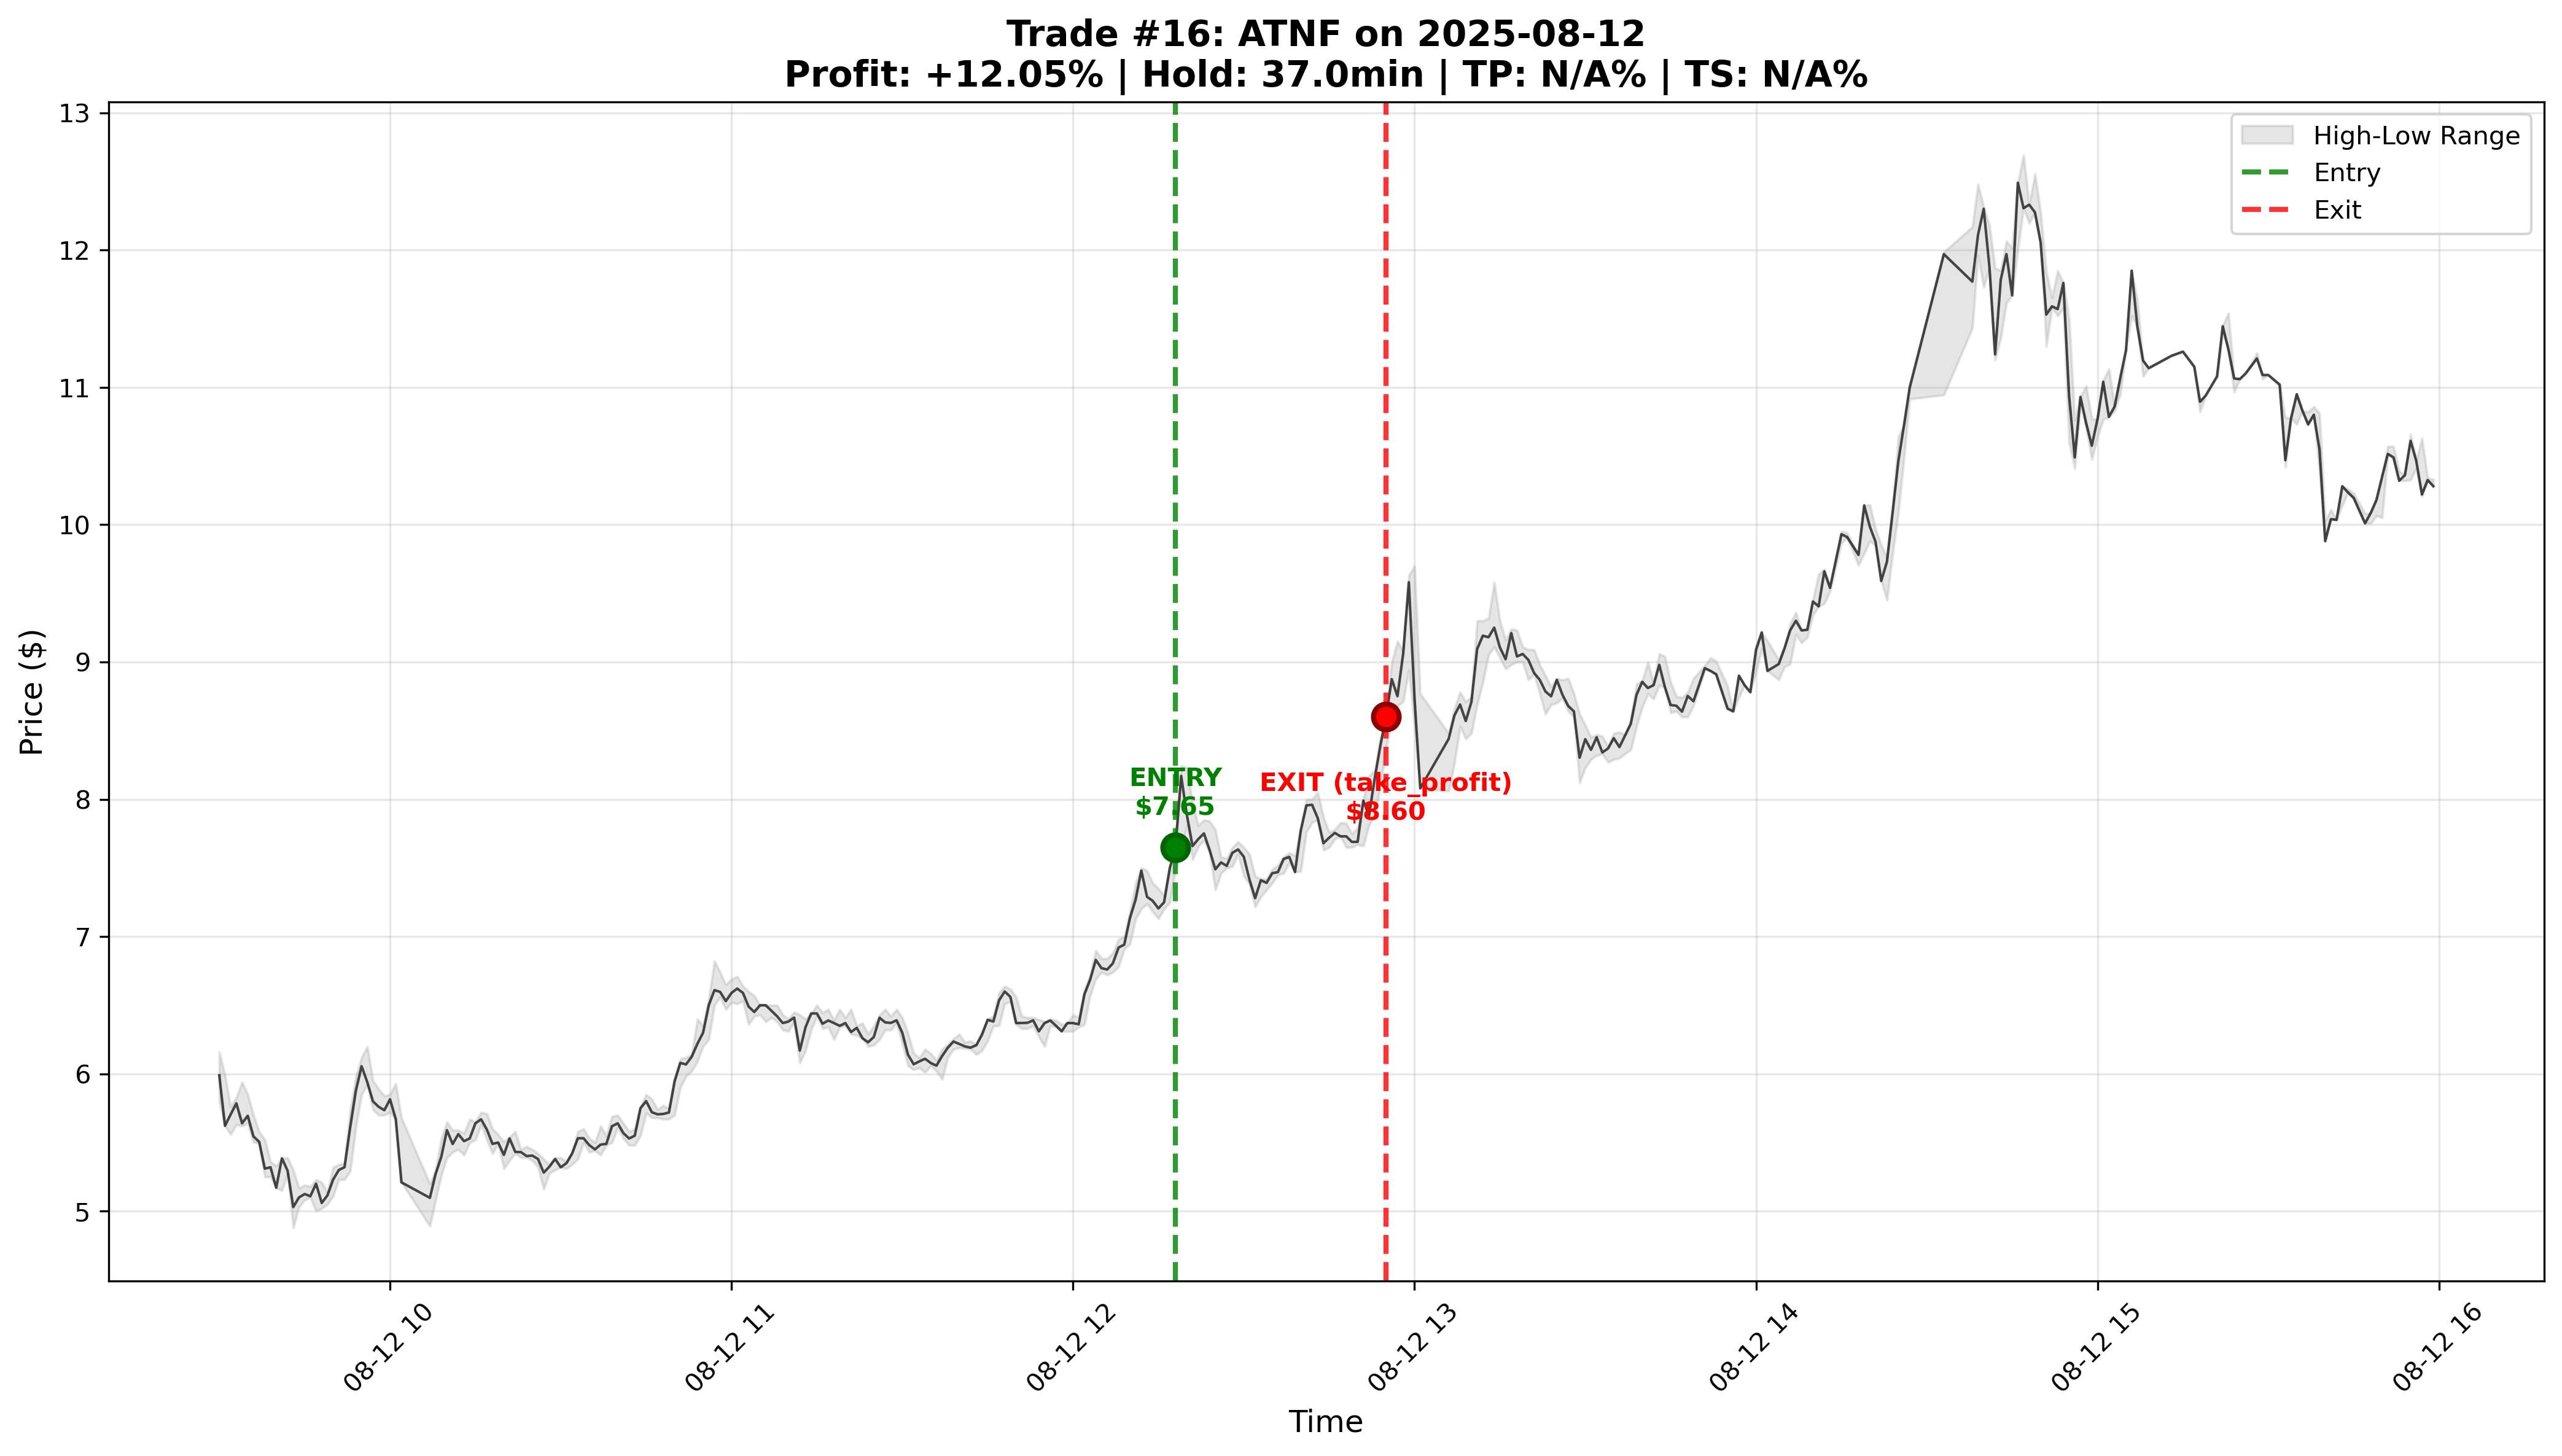 Trade #16: ATNF on 2025-08-12
Profit: +12.05% | Hold: 37.0min | TP: N/A% | TS: N/A%
High-Low Range
Entry
Exit
13
12
11
10
9
8
7
6
5
Price ($)
ENTRY
$7.65
EXIT (take_profit)
$8.60
08-12 10
08-12 11
08-12 12
08-12 13
08-12 14
08-12 15
08-12 16
Time